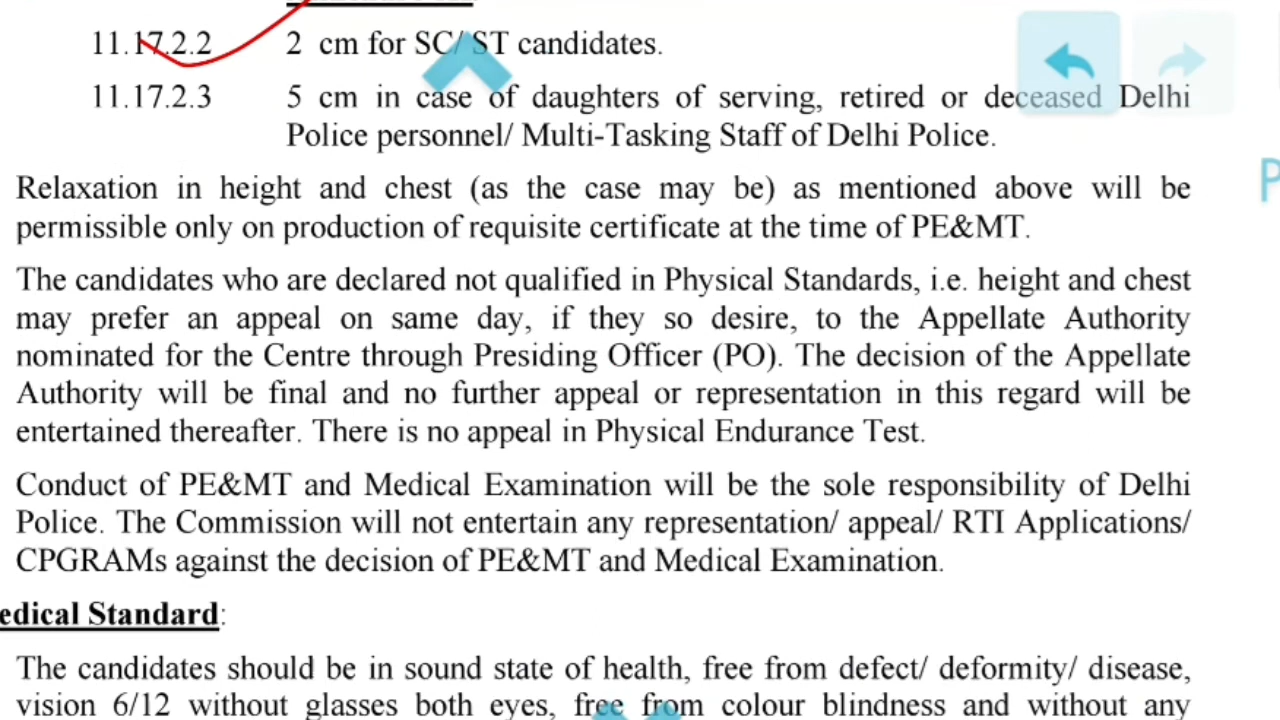 11.17.2.2 2 cm for SC/ ST candidates.
11.17.2.3 5 cm in case of daughters of serving, retired or deceased Delhi
Police personnel/ Multi-Tasking Staff of Delhi Police.
Relaxation in height and chest (as the case may be) as mentioned above will be
permissible only on production of requisite certificate at the time of PE&MT.
The candidates who are declared not qualified in Physical Standards, i.e. height and chest
may prefer an appeal on same day, if they so desire, to the Appellate Authority
nominated for the Centre through Presiding Officer (PO). The decision of the Appellate
Authority will be final and no further appeal or representation in this regard will be
entertained thereafter. There is no appeal in Physical Endurance Test.
Conduct of PE&MT and Medical Examination will be the sole responsibility of Delhi
Police. The Commission will not entertain any representation/ appeal/ RTI Applications/
CPGRAMs against the decision of PE&MT and Medical Examination.
edical Standard:
The candidates should be in sound state of health, free from defect/ deformity/ disease,
vision 6/12 without glasses both eyes, free from colour blindness and without any
P